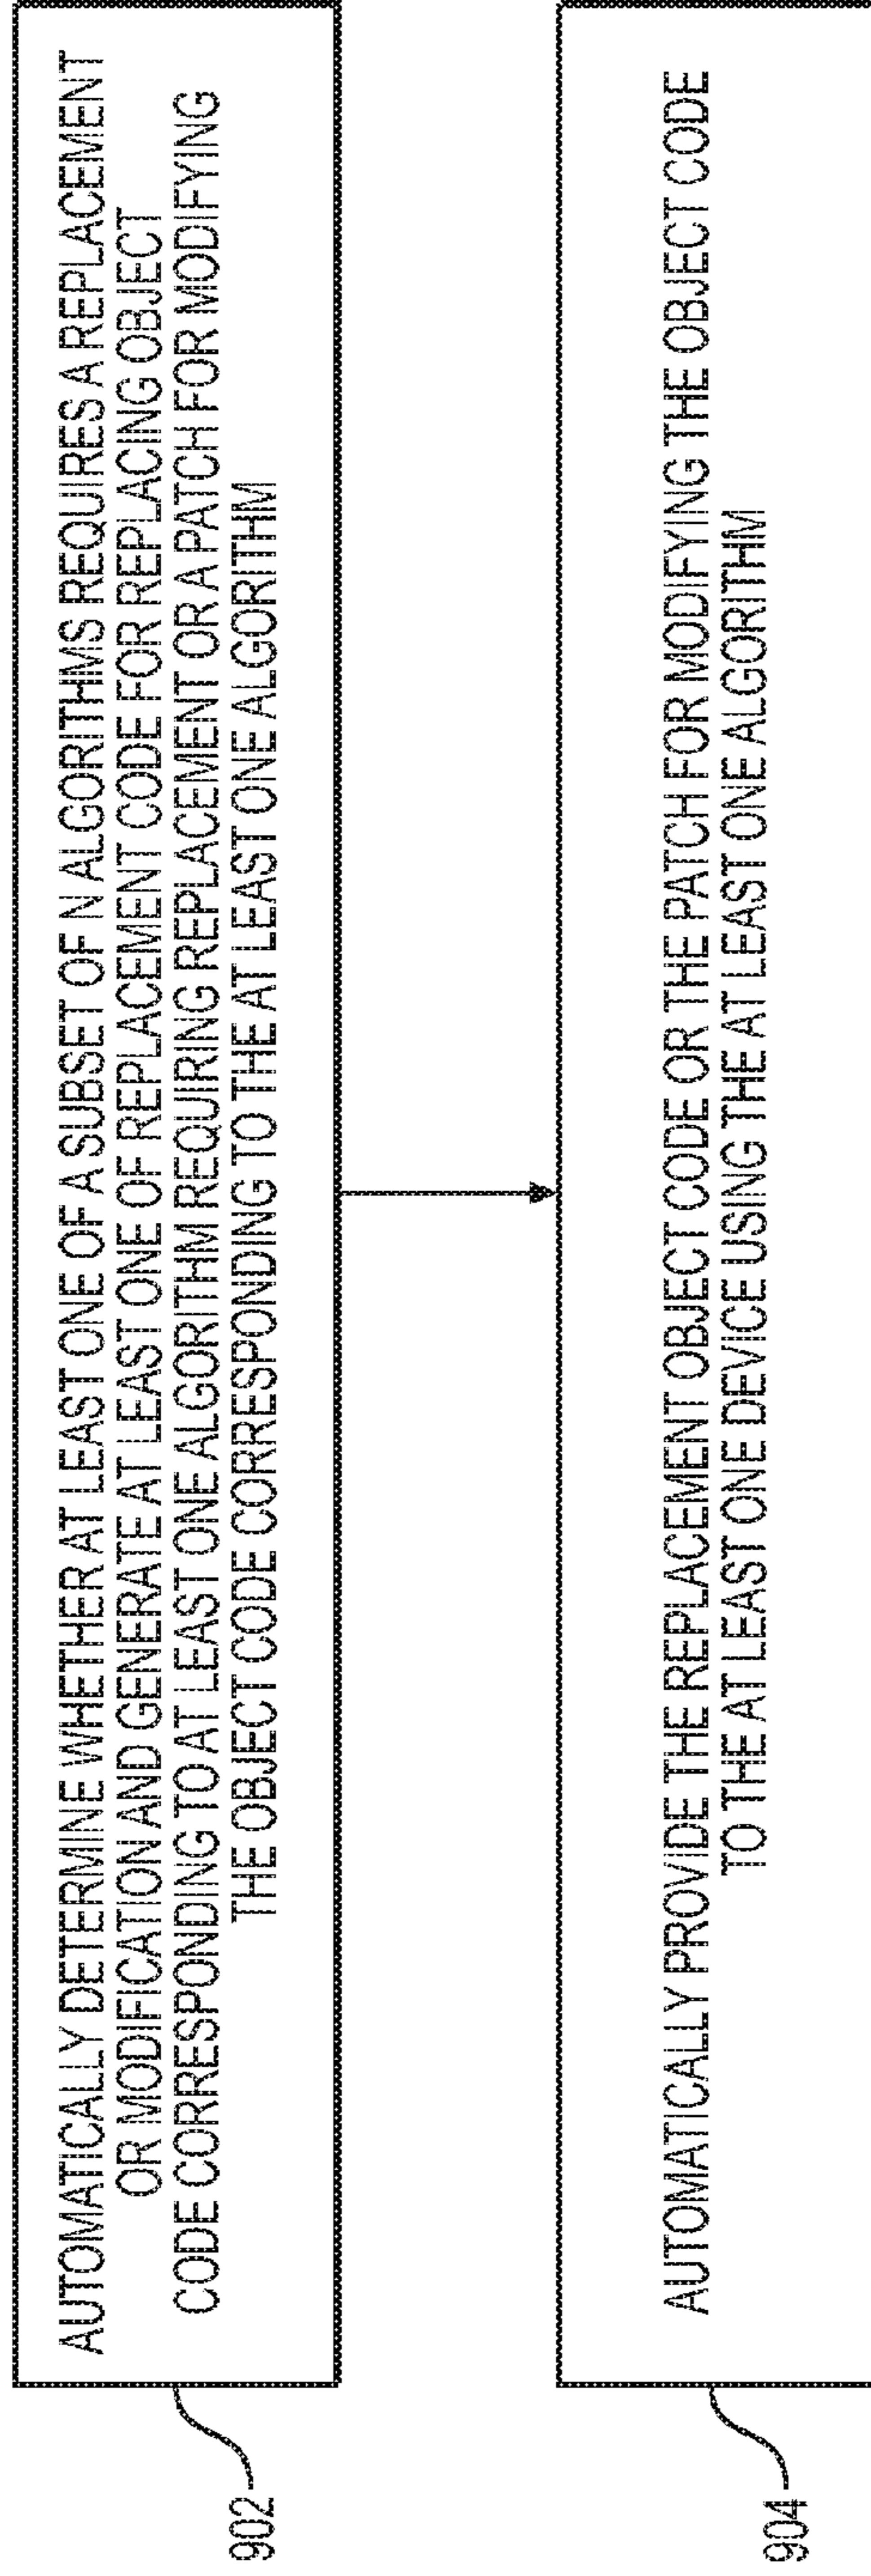 AUTOMATICALLY DETERMINE WHETHER AT LEAST ONE OF A SUBSET OF N ALGORITHMS REQUIRES A REPLACEMENT
OR MODIFICATION AND GENERATE AT LEAST ONE OF REPLACEMENT CODE FOR REPLACING OBJECT
CODE CORRESPONDING TO AT LEAST ONE ALGORITHM REQUIRING REPLACEMENT OR A PATCH FOR MODIFYING
THE OBJECT CODE CORRESPONDING TO THE AT LEAST ONE ALGORITHM
902
AUTOMATICALLY PROVIDE THE REPLACEMENT OBJECT CODE OR THE PATCH FOR MODIFYING THE OBJECT CODE
TO THE AT LEAST ONE DEVICE USING THE AT LEAST ONE ALGORITHM
904